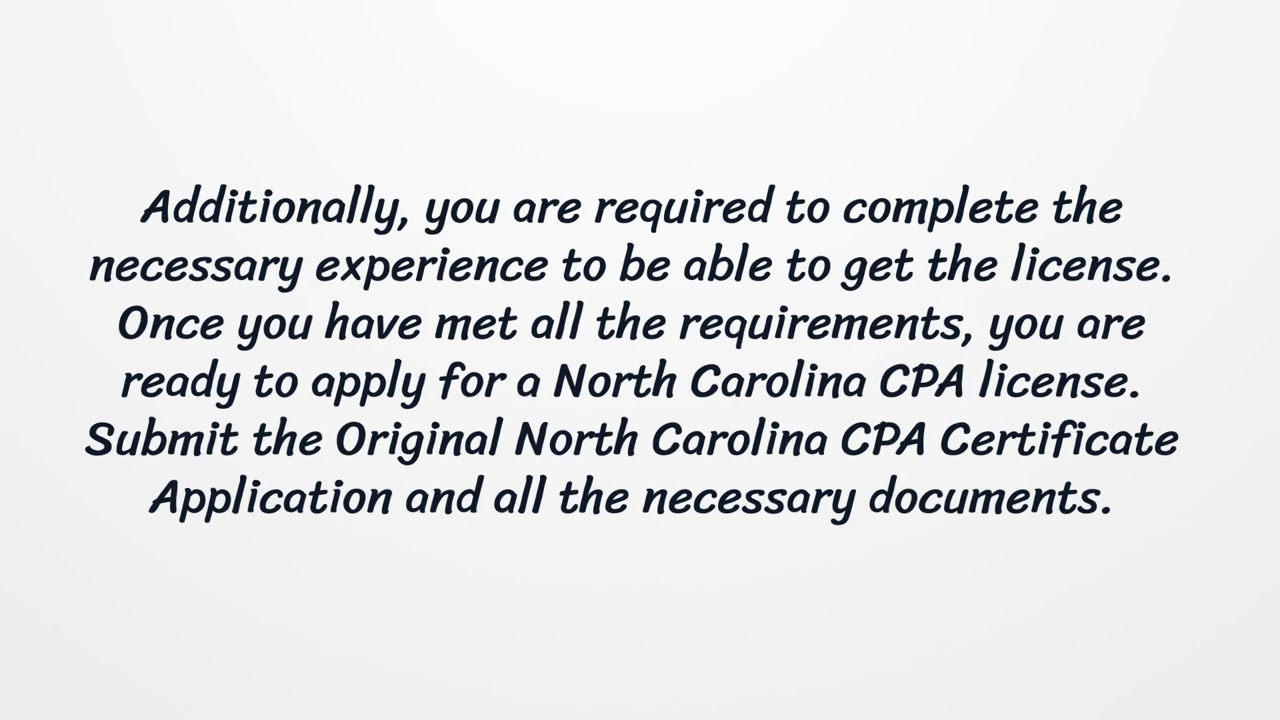 Additionally, you are required to complete the
necessary experience to be able to get the license.
Once you have met all the requirements, you are
ready to apply for a North Carolina CPA license.
Submit the Original North Carolina CPA Certificate
Application and all the necessary documents.